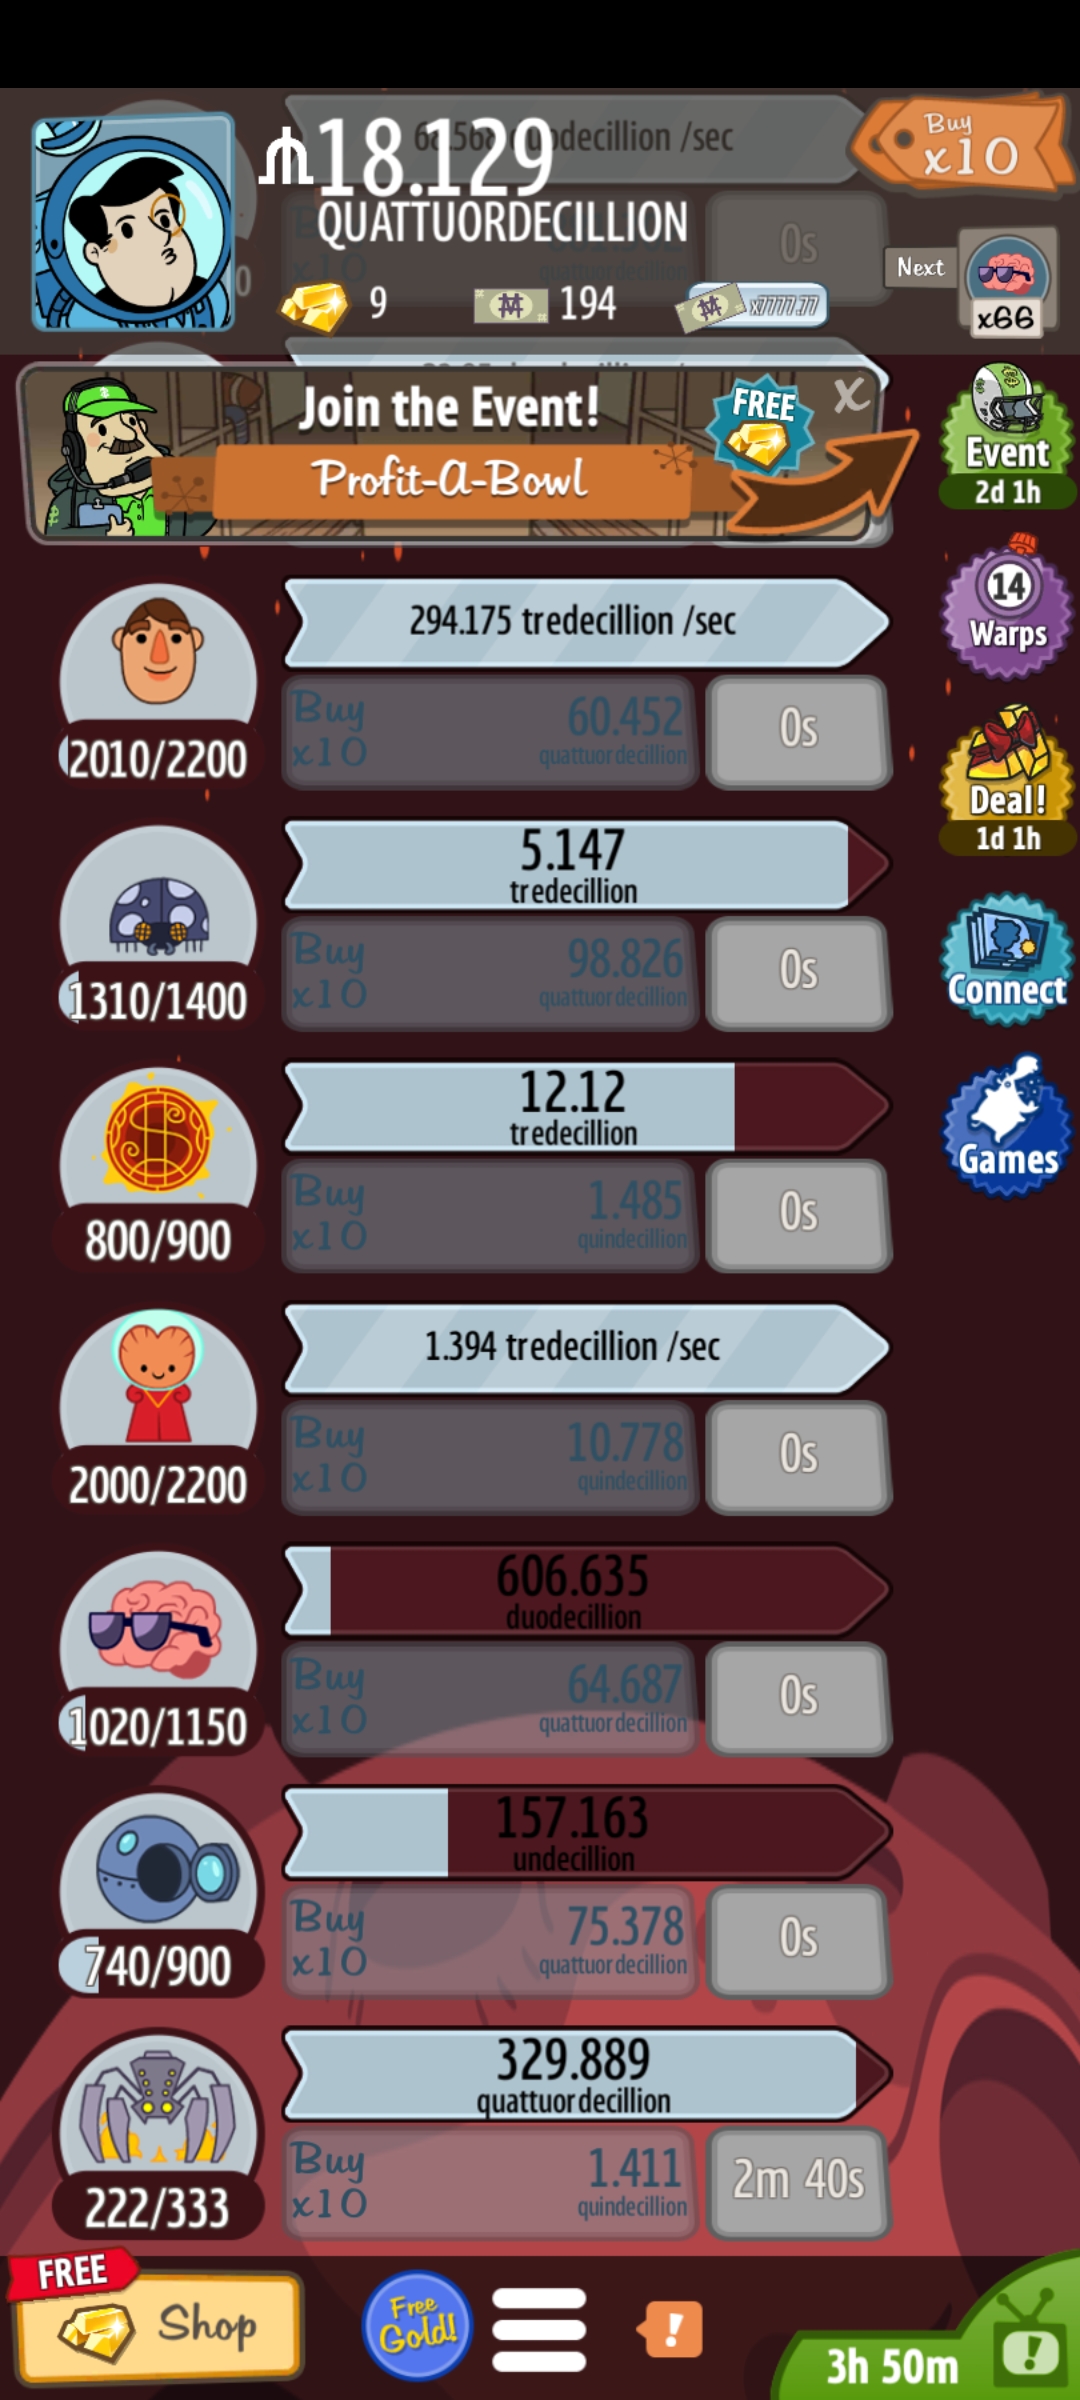 18.129
QUATTUORDECILLION
duodecillion /sec
Buy
x10
0s
quattuordecillion
9
194
x7777.77
Next
x66
Join the Event!
FREE
X
Profit-A-Bowl
Event
2d 1h
294.175 tredecillion /sec
14
Warps
2010/2200
Buy
x10
60.452
quattuordecillion
0s
Deal!
1d 1h
5.147
tredecillion
1310/1400
Buy
x10
98.826
quattuordecillion
0s
Connect
12.12
tredecillion
800/900
Buy
x10
1.485
quindecillion
0s
Games
1.394 tredecillion /sec
2000/2200
Buy
x10
10.778
quindecillion
0s
606.635
duodecillion
1020/1150
Buy
x10
64.687
quattuordecillion
0s
157.163
undecillion
740/900
Buy
x10
75.378
quattuordecillion
0s
329.889
quattuordecillion
222/333
Buy
x10
1.411
quindecillion
2m 40s
FREE
Shop
Free
Gold!
!
3h 50m
!